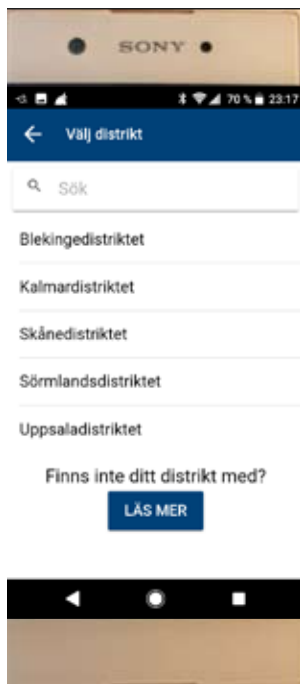 SONY
-3 70 % 23:17
Välj distrikt
Sök
Blekingedistriktet
Kalmardistriktet
Skånedistriktet
Sörmlandsdistriktet
Uppsaladistriktet
Finns inte ditt distrikt med?
LÄS MER